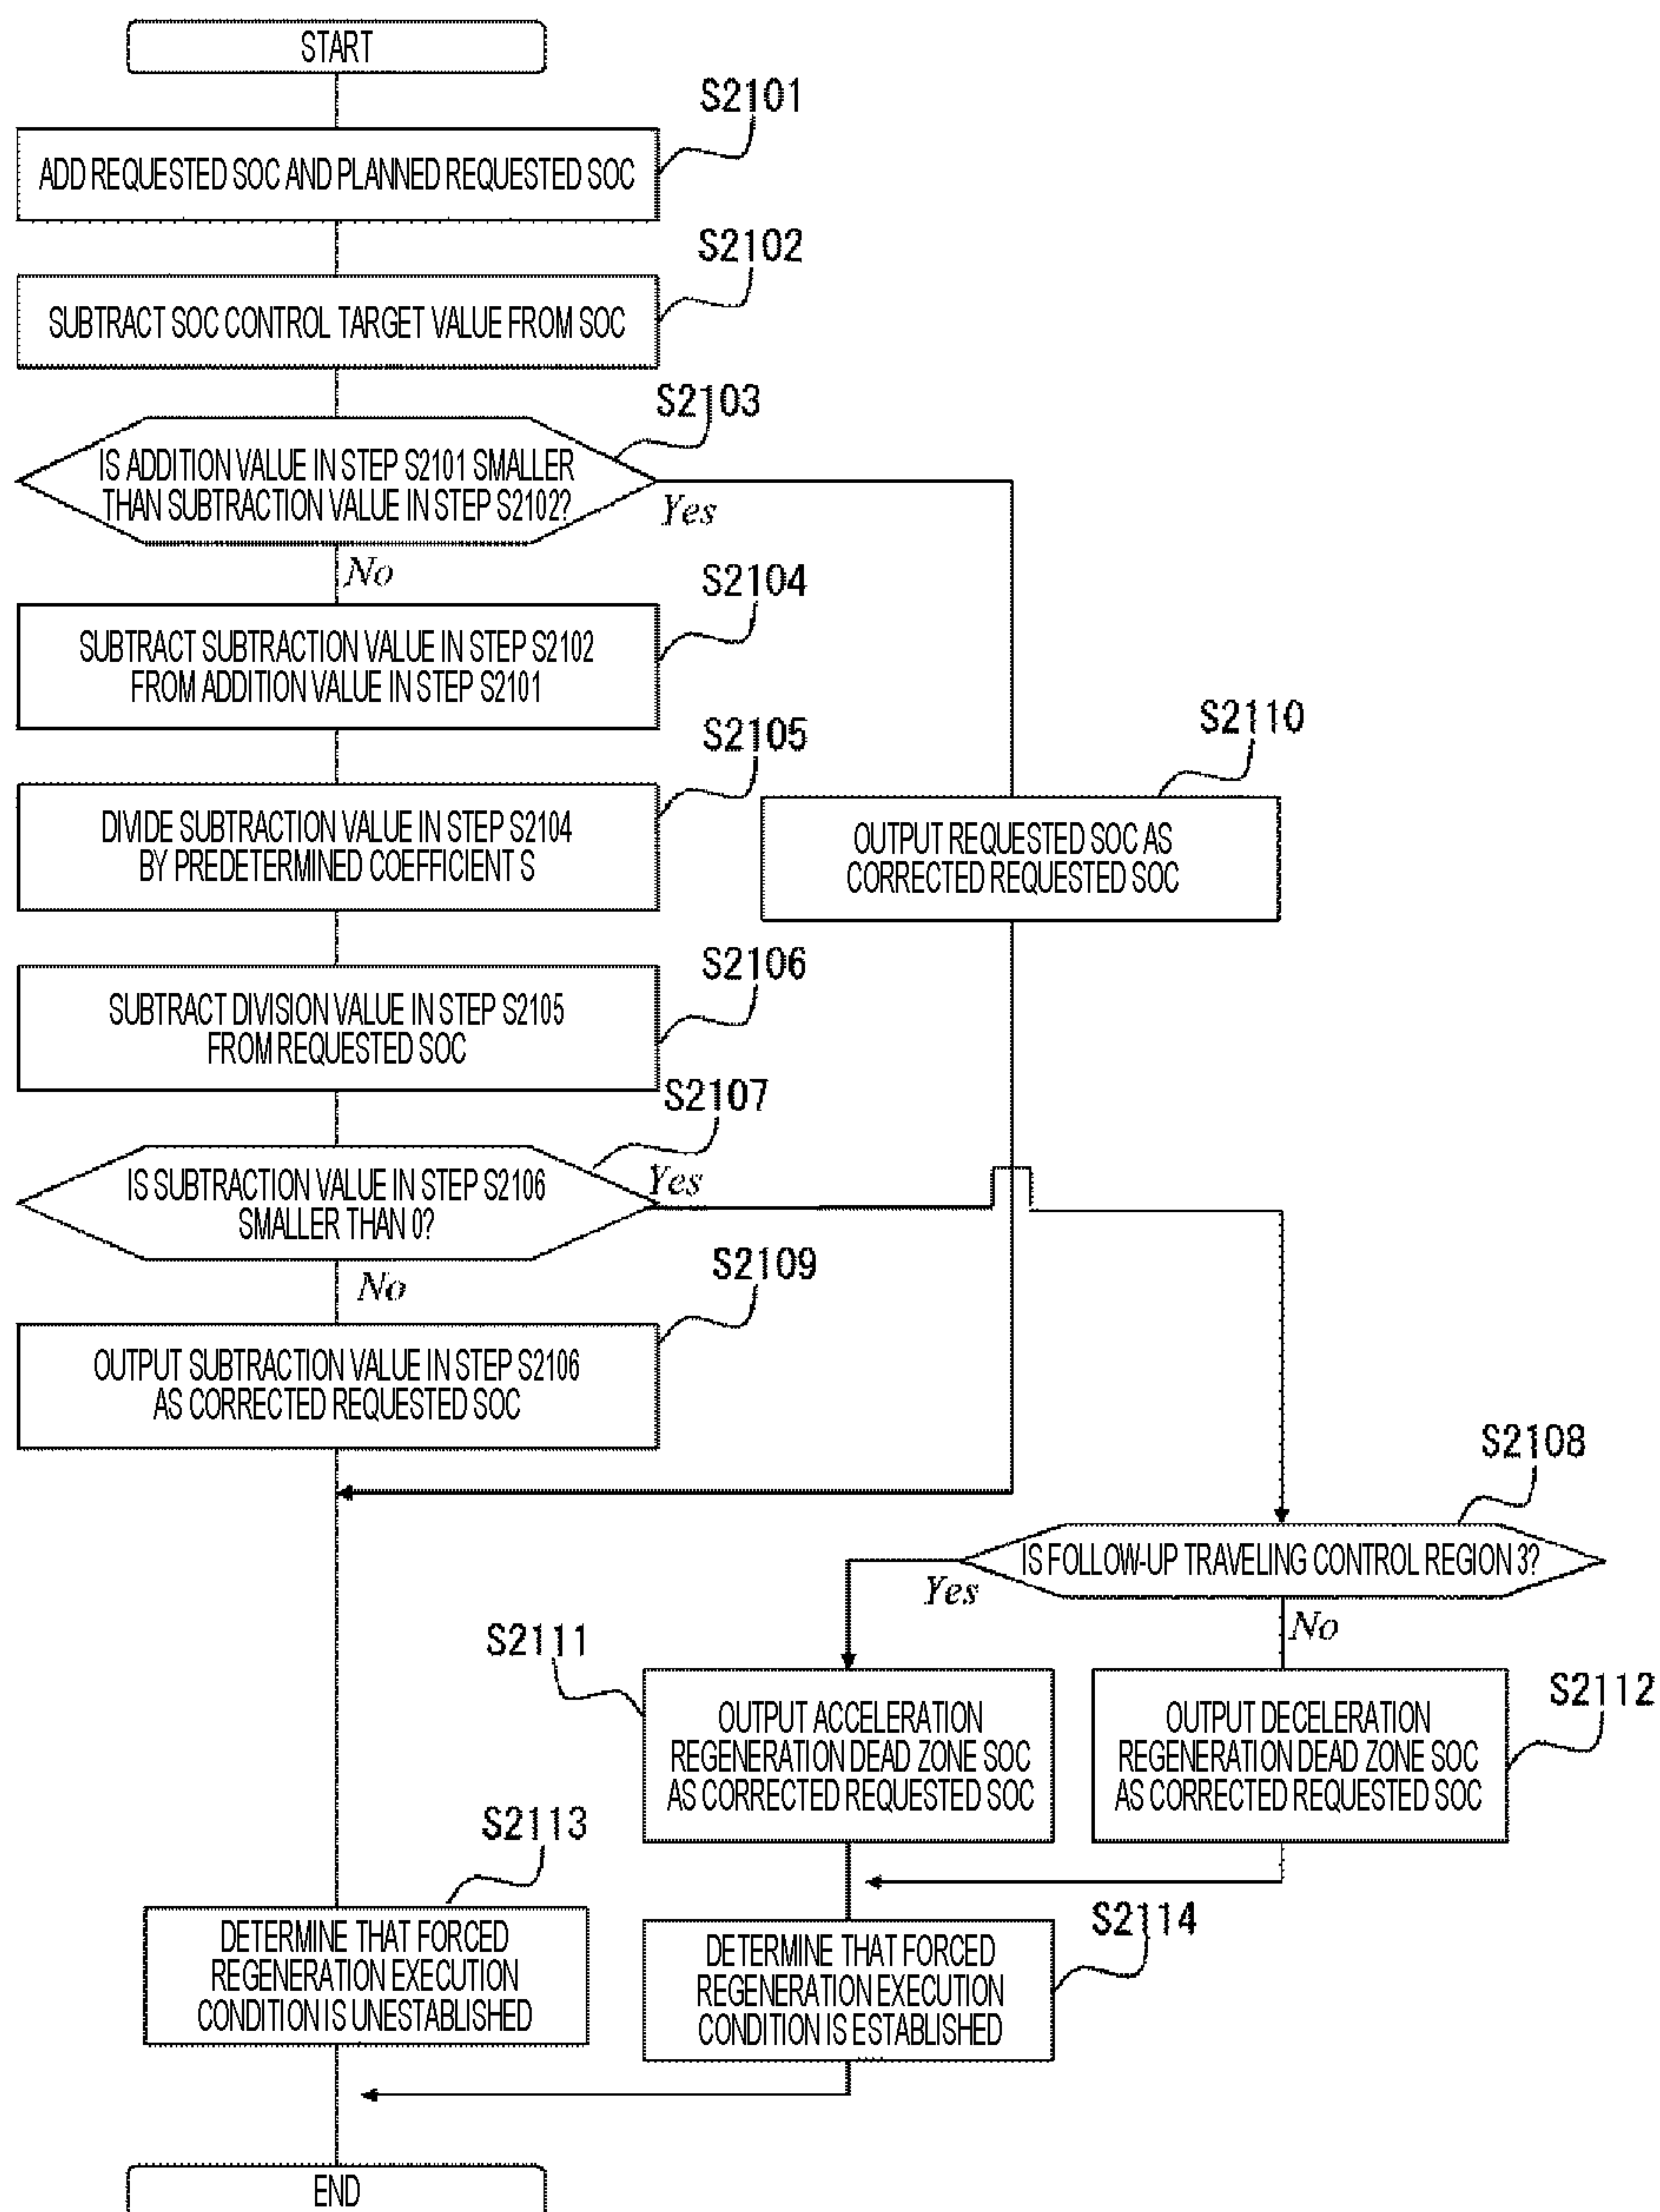 START
S2101
ADD REQUESTED SOC AND PLANNED REQUESTED SOC
S2102
SUBTRACT SOC CONTROL TARGET VALUE FROM SOC
S2103
IS ADDITION VALUE IN STEP S2101 SMALLER
THAN SUBTRACTION VALUE IN STEP S2102?
Yes
No
S2104
SUBTRACT SUBTRACTION VALUE IN STEP S2102
FROM ADDITION VALUE IN STEP S2101
S2105
DIVIDE SUBTRACTION VALUE IN STEP S2104
BY PREDETERMINED COEFFICIENT S
S2110
OUTPUT REQUESTED SOC AS
CORRECTED REQUESTED SOC
S2106
SUBTRACT DIVISION VALUE IN STEP S2105
FROM REQUESTED SOC
S2107
IS SUBTRACTION VALUE IN STEP S2106
SMALLER THAN 0?
Yes
No
S2109
OUTPUT SUBTRACTION VALUE IN STEP S2106
AS CORRECTED REQUESTED SOC
S2108
IS FOLLOW-UP TRAVELING CONTROL REGION 3?
Yes
No
S2111
OUTPUT ACCELERATION
REGENERATION DEAD ZONE SOC
AS CORRECTED REQUESTED SOC
S2112
OUTPUT DECELERATION
REGENERATION DEAD ZONE SOC
AS CORRECTED REQUESTED SOC
S2113
DETERMINE THAT FORCED
REGENERATION EXECUTION
CONDITION IS UNESTABLISHED
S2114
DETERMINE THAT FORCED
REGENERATION EXECUTION
CONDITION IS ESTABLISHED
END